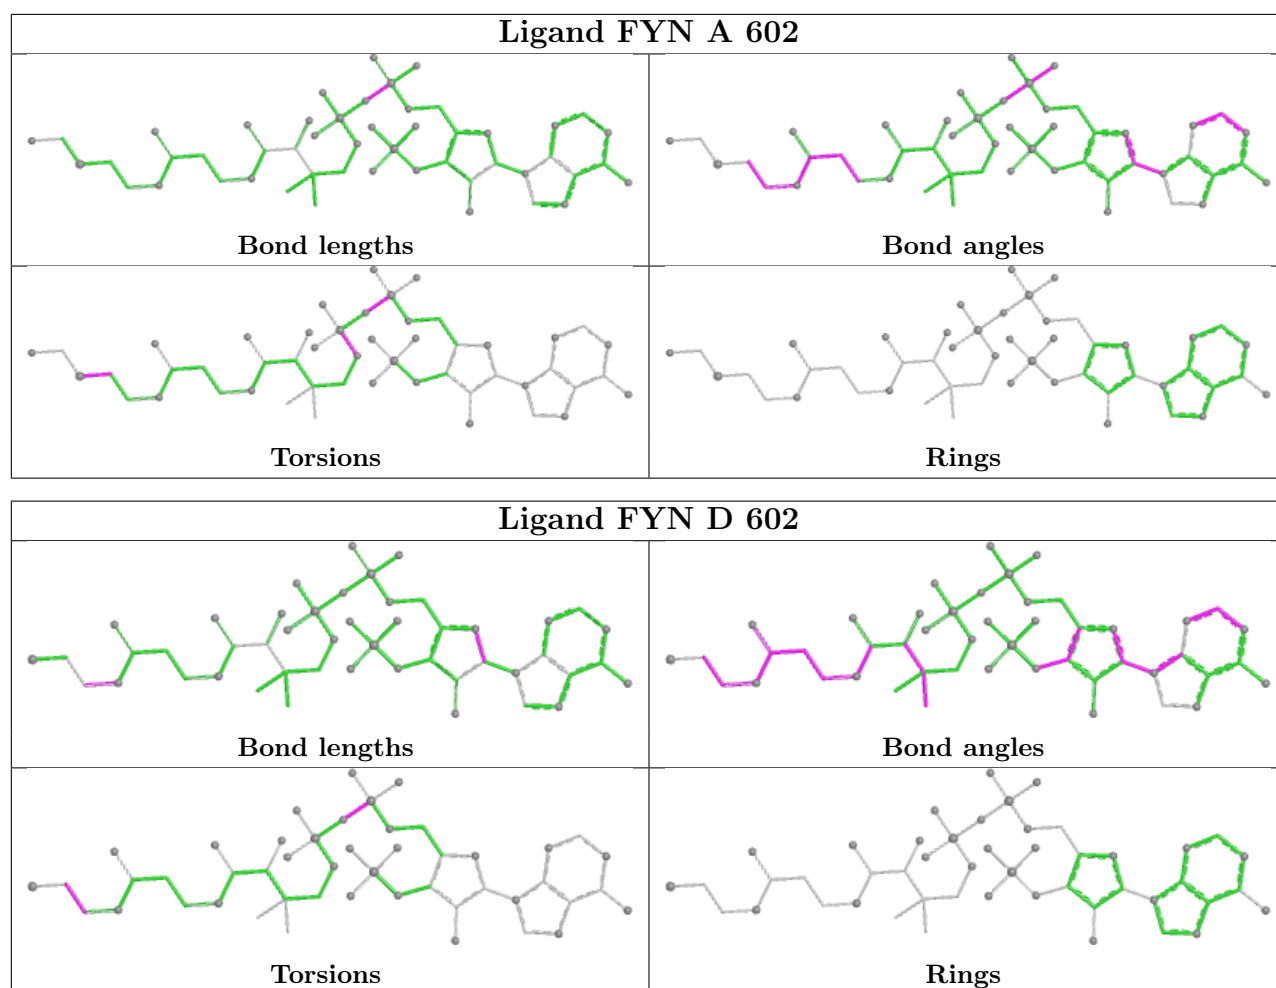 Ligand FYN A 602
Bond lengths
Bond angles
Torsions
Rings
Ligand FYN D 602
Bond lengths
Bond angles
Torsions
Rings